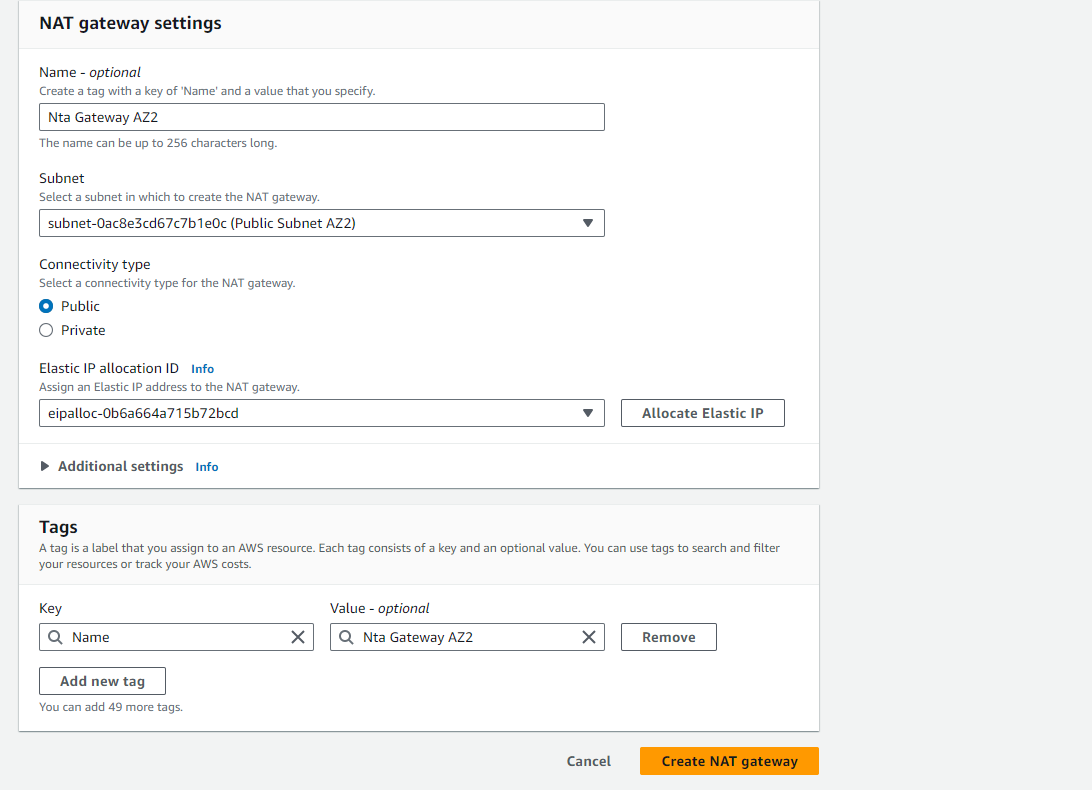 NAT gateway settings
Name - optional
Create a tag with a key of 'Name' and a value that you specify.
Nta Gateway AZ2
The name can be up to 256 characters long.
Subnet
Select a subnet in which to create the NAT gateway.
subnet-0ac8e3cd67c7b1e0c (Public Subnet AZ2)
Connectivity type
Select a connectivity type for the NAT gateway.
Public
Private
Elastic IP allocation ID Info
Assign an Elastic IP address to the NAT gateway.
eipalloc-0b6a664a715b72bcd Allocate Elastic IP
Additional settings Info
Tags
A tag is a label that you assign to an AWS resource. Each tag consists of a key and an optional value. You can use tags to search and filter
your resources or track your AWS costs.
Key Value - optional
Name Nta Gateway AZ2 Remove
Add new tag
You can add 49 more tags.
Cancel Create NAT gateway